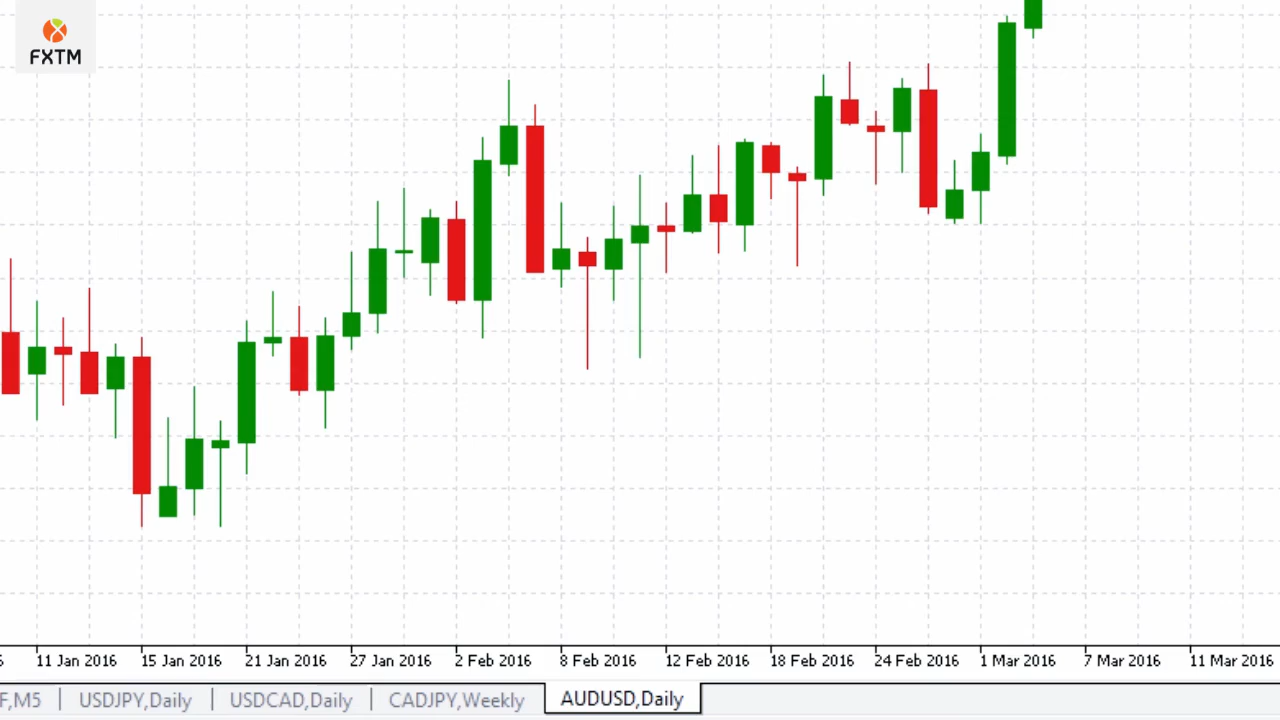 FXTM
6 11 Jan 2016 15 Jan 2016 21 Jan 2016 27 Jan 2016 2 Feb 2016 8 Feb 2016 12 Feb 2016 18 Feb 2016 24 Feb 2016 1 Mar 2016 7 Mar 2016 11 Mar 2016
F,M5 USDJPY,Daily USDCAD,Daily CADJPY,Weekly AUDUSD,Daily